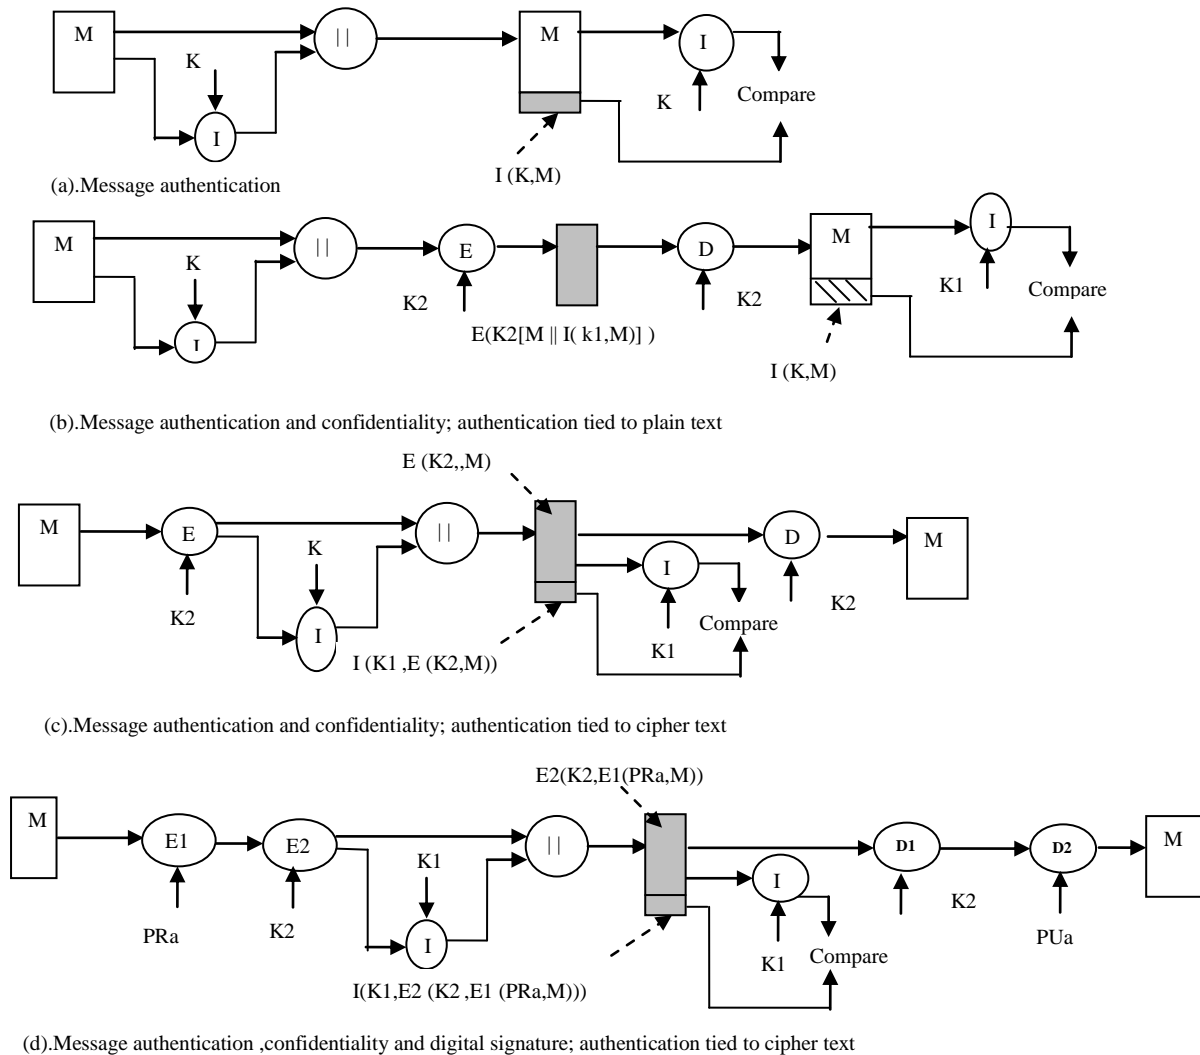 M
| |
M
I
K
K
Compare
I
I (K,M)
(a).Message authentication
M
| |
E
D
M
I
K
K2
K2
K1
Compare
I
E(K2[M || I( k1,M)] )
I (K,M)
(b).Message authentication and confidentiality; authentication tied to plain text
E (K2,,M)
M
E
| |
D
M
K
I
K2
K2
Compare
I
K1
I (K1 ,E (K2,M))
(c).Message authentication and confidentiality; authentication tied to cipher text
E2(K2,E1(PRa,M))
M
E1
E2
| |
D1
D2
M
K1
I
PRa
K2
K2
PUa
I
K1
Compare
I(K1,E2 (K2 ,E1 (PRa,M)))
(d).Message authentication ,confidentiality and digital signature; authentication tied to cipher text